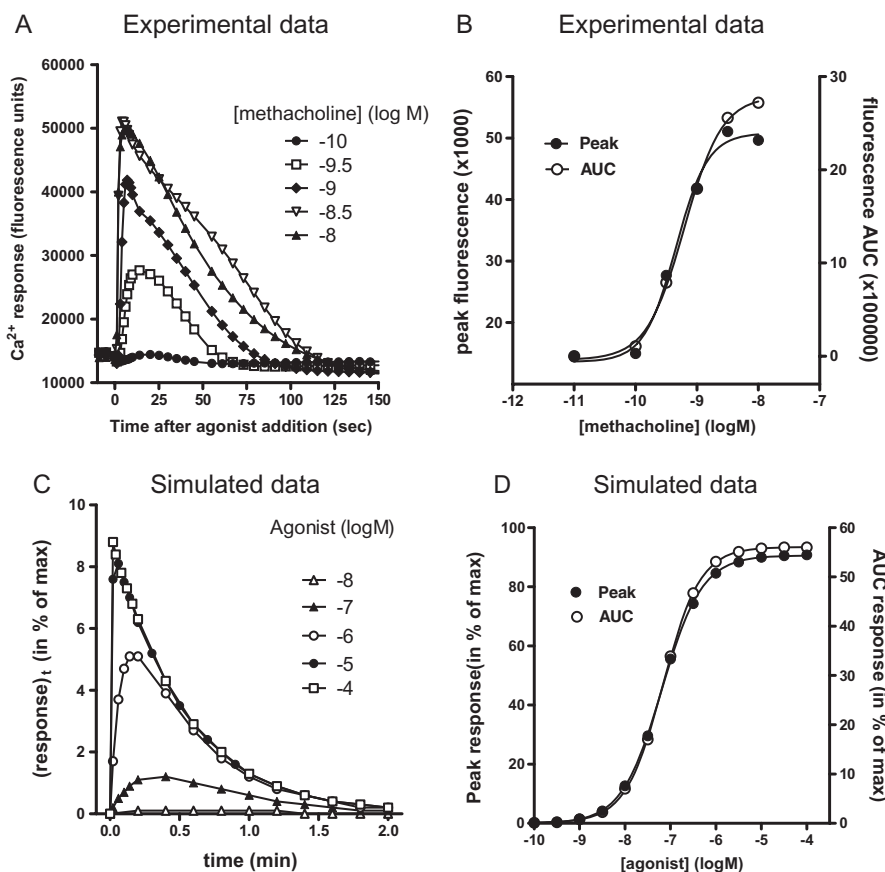 A Experimental data
Ca2+ response (fluorescence units)
60000
50000
40000
30000
20000
10000
[methacholine] (log M)
-10
-9.5
-9
-8.5
-8
0 25 50 75 100 125 150
Time after agonist addition (sec)
B Experimental data
peak fluorescence (x1000)
60
50
40
30
20
Peak
AUC
fluorescence AUC (x100000)
30
20
10
0
-12 -11 -10 -9 -8 -7
[methacholine] (logM)
C Simulated data
(response)t (in % of max)
10
8
6
4
2
0
Agonist (logM)
-8
-7
-6
-5
-4
0.0 0.5 1.0 1.5 2.0
time (min)
D Simulated data
Peak response(in % of max)
100
80
60
40
20
0
Peak
AUC
AUC response (in % of max)
60
50
40
30
20
10
0
-10 -9 -8 -7 -6 -5 -4
[agonist] (logM)